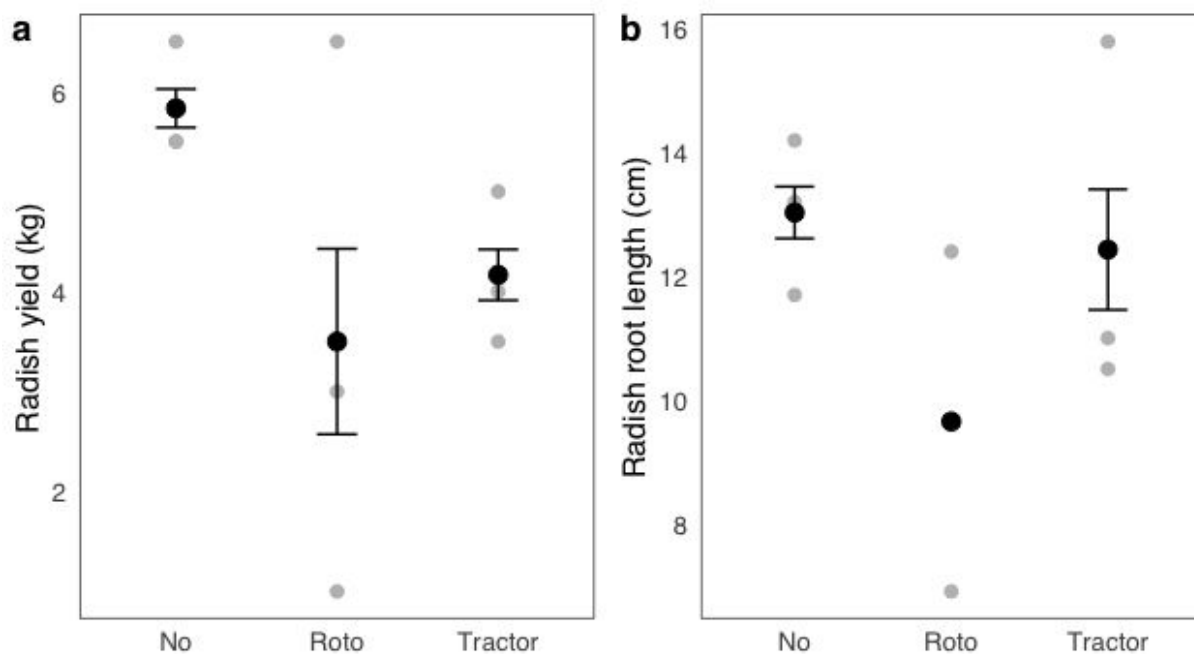 a
Radish yield (kg)
6
4
2
No Roto Tractor
b
Radish root length (cm)
16
14
12
10
8
No Roto Tractor